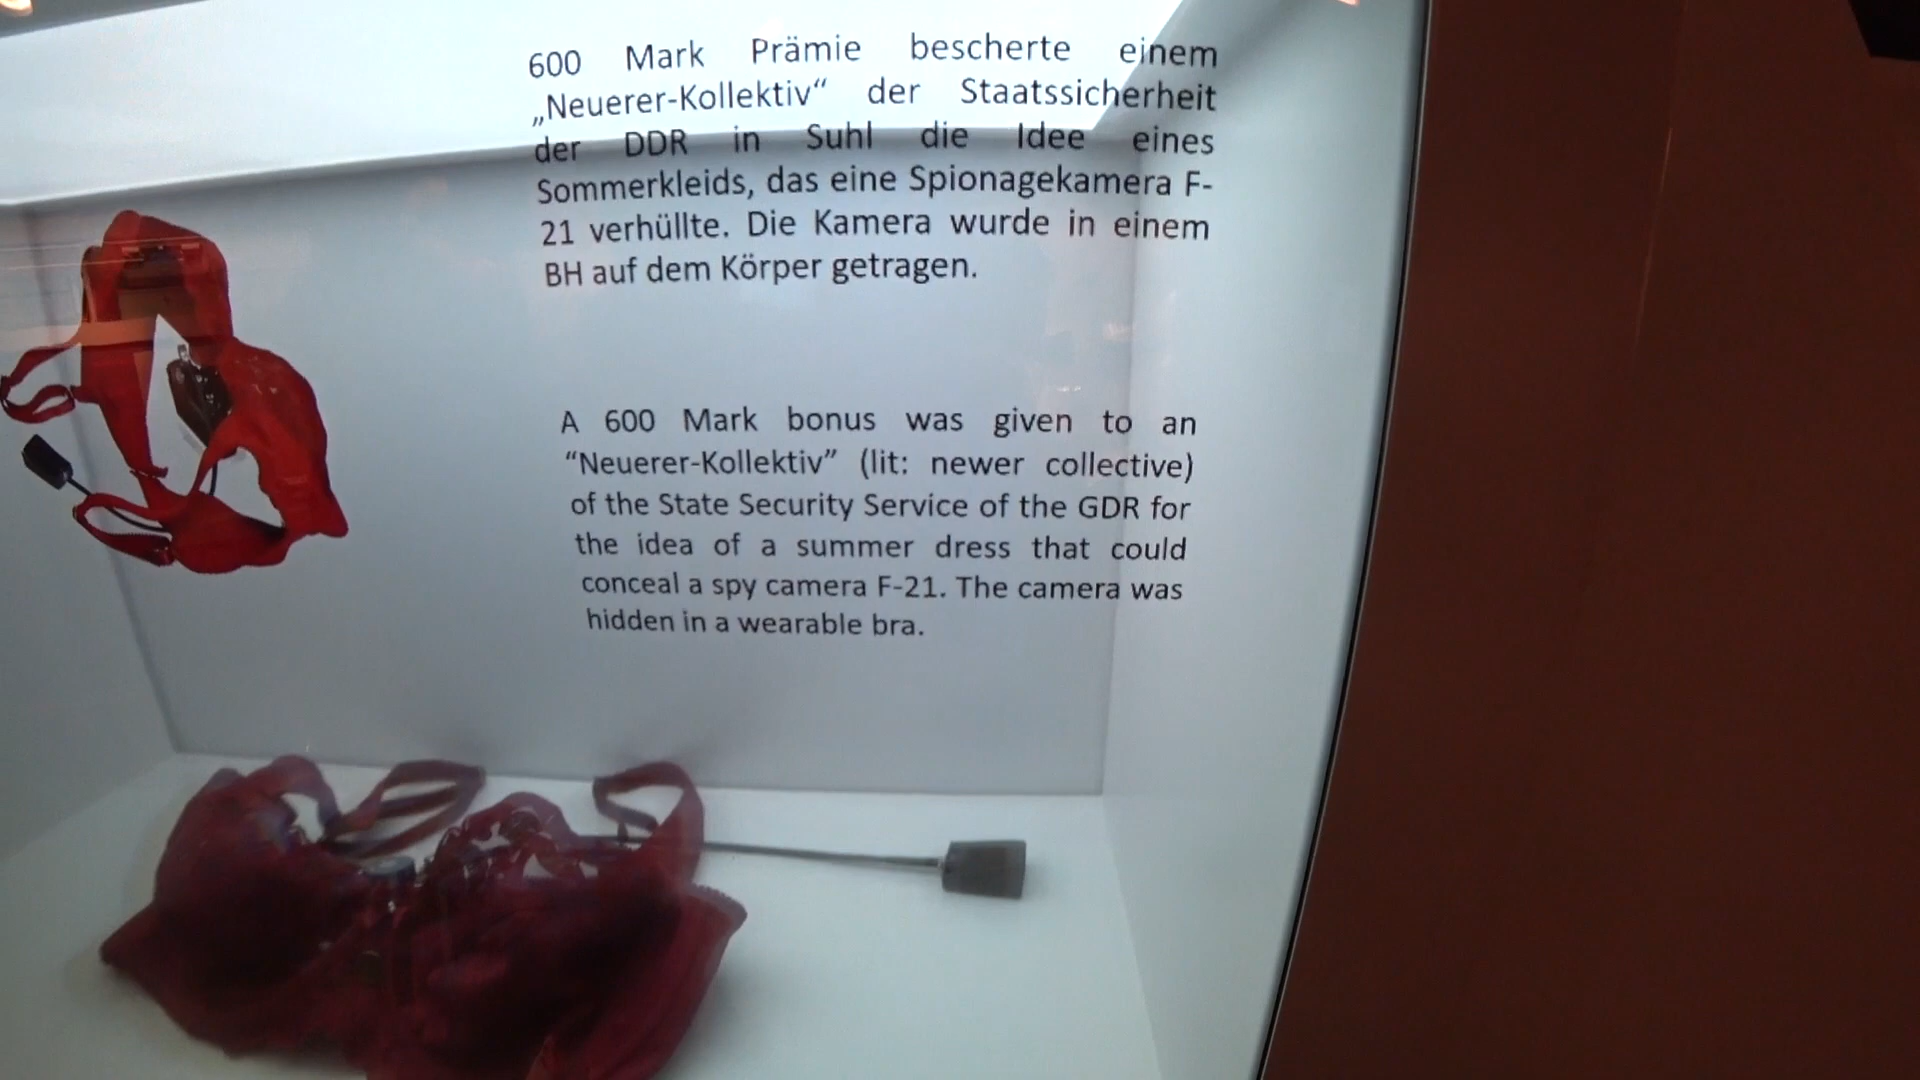 600 Mark Prämie bescherte einem
„Neuerer-Kollektiv“ der Staatssicherheit
der DDR in Suhl die Idee eines
Sommerkleids, das eine Spionagekamera F-
21 verhüllte. Die Kamera wurde in einem
BH auf dem Körper getragen.
A 600 Mark bonus was given to an
“Neuerer-Kollektiv” (lit: newer collective)
of the State Security Service of the GDR for
the idea of a summer dress that could
conceal a spy camera F-21. The camera was
hidden in a wearable bra.